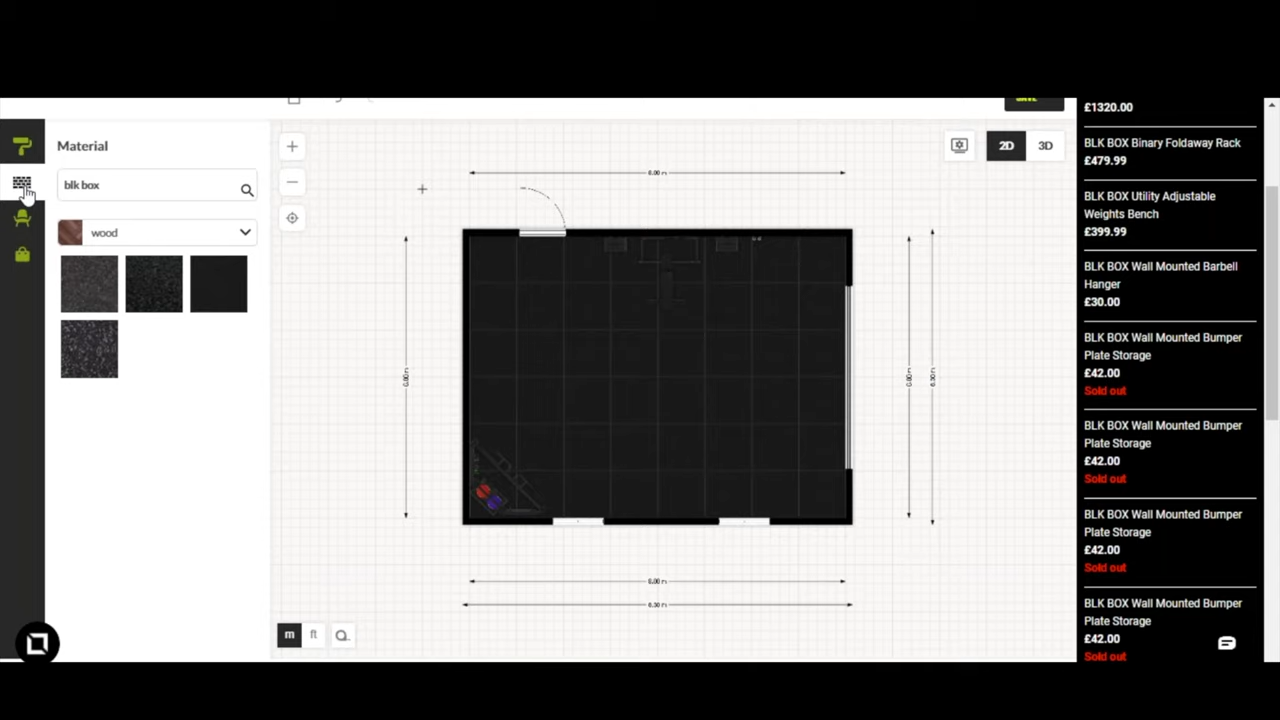 £1320.00
Material
2D
3D
BLK BOX Binary Foldaway Rack
£479.99
blk box
BLK BOX Utility Adjustable
Weights Bench
£399.99
wood
BLK BOX Wall Mounted Barbell
Hanger
£30.00
BLK BOX Wall Mounted Bumper
Plate Storage
£42.00
Sold out
BLK BOX Wall Mounted Bumper
Plate Storage
£42.00
Sold out
BLK BOX Wall Mounted Bumper
Plate Storage
£42.00
Sold out
BLK BOX Wall Mounted Bumper
Plate Storage
£42.00
Sold out
m
ft